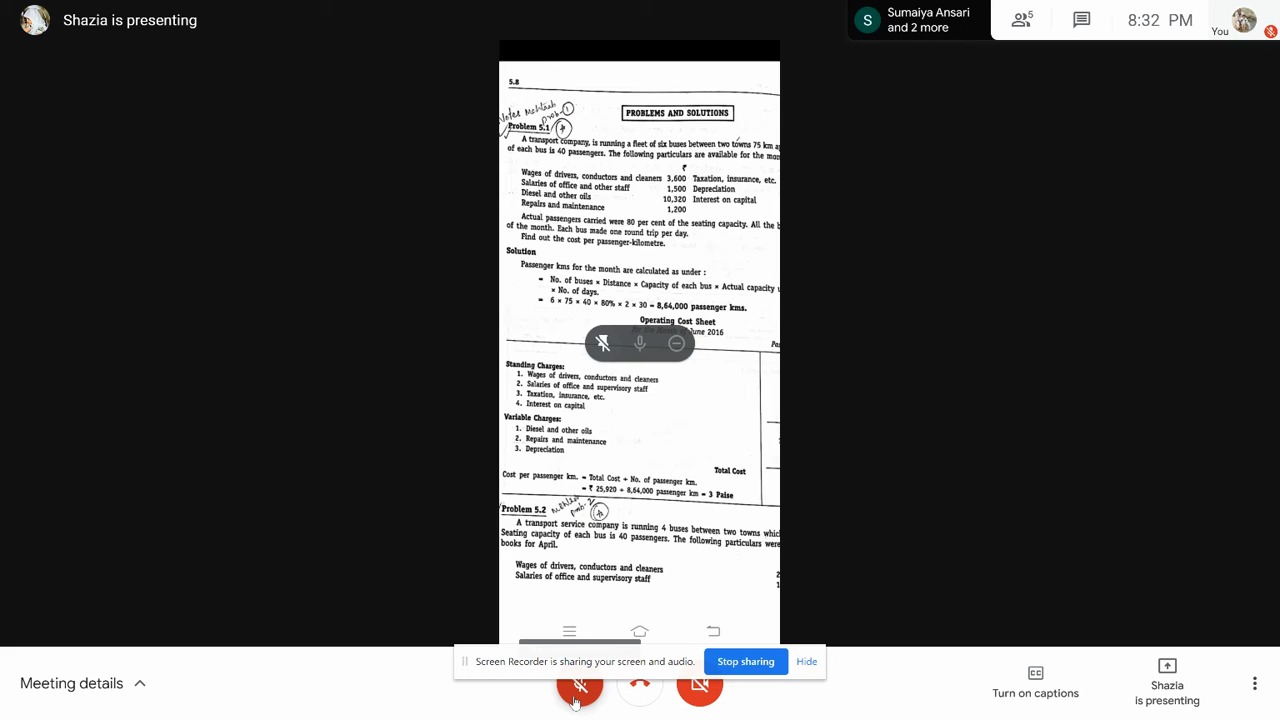 Shazia is presenting
S Sumaiya Ansari
and 2 more
5
8:32 PM
You
5.8
PROBLEMS AND SOLUTIONS
Notes Mehtaab
prob-1
Problem 5.1
A transport company, is running a fleet of six buses between two towns 75 km a
of each bus is 40 passengers. The following particulars are available for the mon
₹
Wages of drivers, conductors and cleaners 3,600 Taxation, insurance, etc.
Salaries of office and other staff 1,500 Depreciation
Diesel and other oils 10,320 Interest on capital
Repairs and maintenance 1,200
Actual passengers carried were 80 per cent of the seating capacity. All the b
of the month. Each bus made one round trip per day.
Find out the cost per passenger-kilometre.
Solution
Passenger kms for the month are calculated as under :
= No. of buses × Distance × Capacity of each bus × Actual capacity u
× No. of days.
= 6 × 75 × 40 × 80% × 2 × 30 = 8,64,000 passenger kms.
Operating Cost Sheet
June 2016
Pa
Standing Charges:
1. Wages of drivers, conductors and cleaners
2. Salaries of office and supervisory staff
3. Taxation, insurance, etc.
4. Interest on capital
Variable Charges:
1. Diesel and other oils
2. Repairs and maintenance
3. Depreciation
Total Cost
Cost per passenger km. = Total Cost ÷ No. of passenger km.
= ₹ 25,920 ÷ 8,64,000 passenger km = 3 Paise
prob-2
Problem 5.2
A transport service company is running 4 buses between two towns whic
Seating capacity of each bus is 40 passengers. The following particulars were
books for April.
Wages of drivers, conductors and cleaners 2
Salaries of office and supervisory staff 1
Screen Recorder is sharing your screen and audio. Stop sharing Hide
Meeting details
Turn on captions
Shazia
is presenting